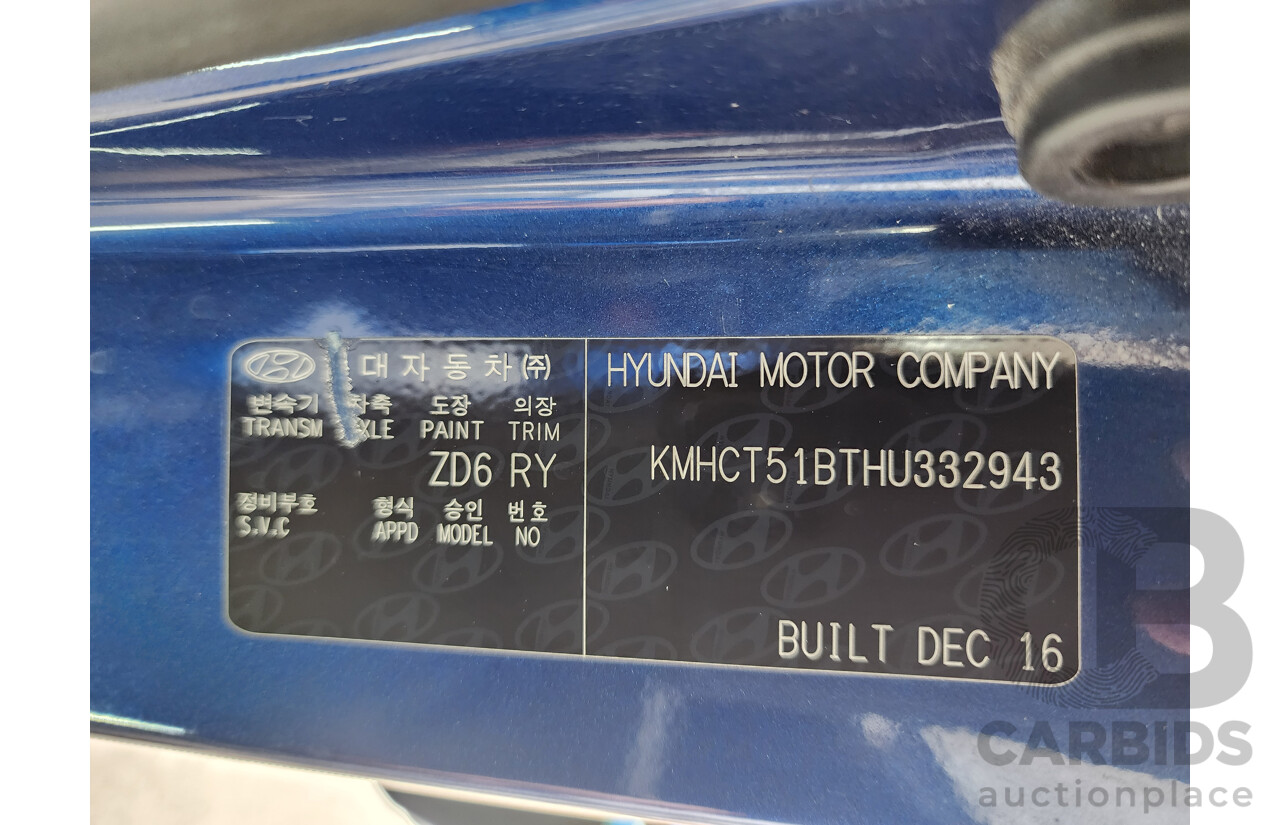 대자동차(주)
변속기 차축 도장 의장
TRANSM AXLE PAINT TRIM
ZD6 RY
정비부호 형식 승인 번호
S.V.C APPD MODEL NO
HYUNDAI MOTOR COMPANY
KMHCT51BTHU332943
BUILT DEC 16
CB
CARBIDS
auctionplace